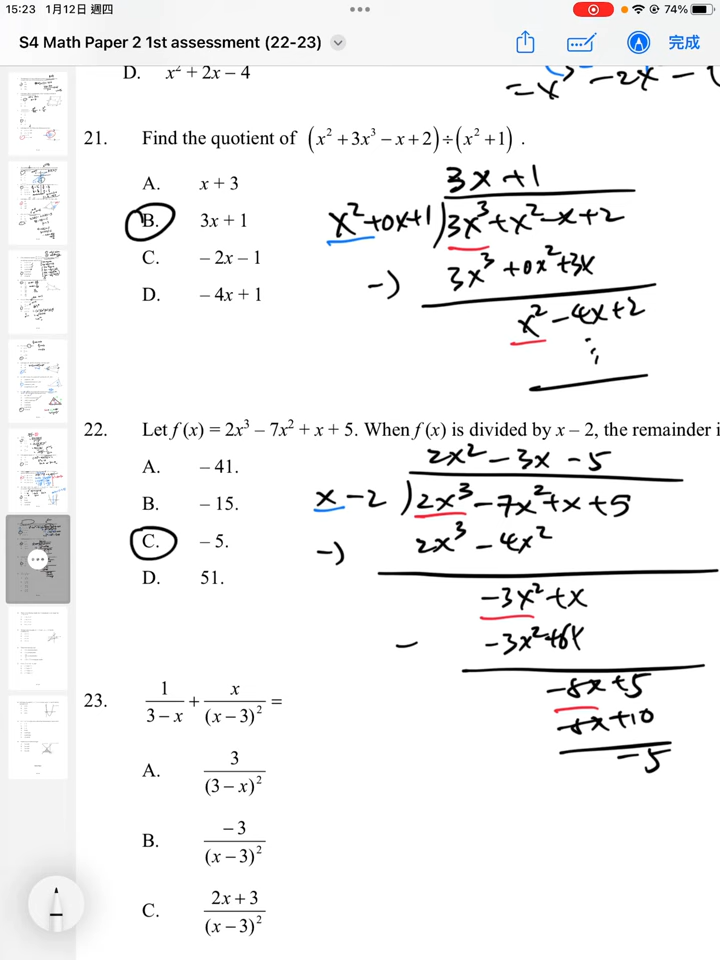 15:23 1月12日 週四
74%
S4 Math Paper 2 1st assessment (22-23)
完成
D. x² + 2x – 4
= x³ – 2x –
21. Find the quotient of (x² + 3x³ – x + 2) ÷ (x² + 1) .
A. x + 3
B. 3x + 1
C. – 2x – 1
D. – 4x + 1
3x + 1
x² + 0x + 1 ) 3x³ + x² – x + 2
–) 3x³ + 0x² + 3x
x² – 4x + 2
⋮
22. Let f (x) = 2x³ – 7x² + x + 5. When f (x) is divided by x – 2, the remainder i
A. – 41.
B. – 15.
C. – 5.
D. 51.
2x² – 3x – 5
x – 2 ) 2x³ – 7x² + x + 5
–) 2x³ – 4x²
–3x² + x
– –3x² + 6x
–5x + 5
–5x + 10
–5
23. 1/(3 – x) + x/(x – 3)² =
A. 3/(3 – x)²
B. – 3/(x – 3)²
C. (2x + 3)/(x – 3)²